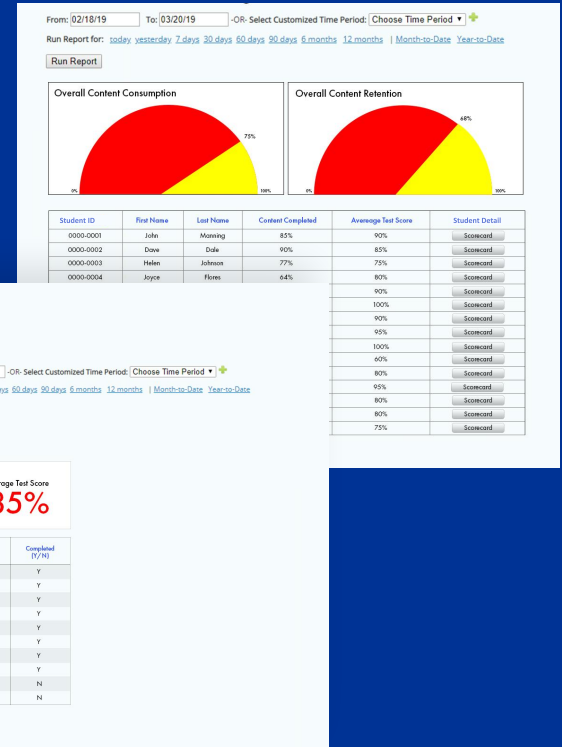 From: 02/18/19 To: 03/20/19 -OR- Select Customized Time Period: Choose Time Period
Run Report for: today yesterday 7 days 30 days 60 days 90 days 6 months 12 months | Month-to-Date Year-to-Date
Run Report
Overall Content Consumption
75%
0% 100%
Overall Content Retention
68%
0% 100%
Student ID First Name Last Name Content Completed Avereage Test Score Student Detail
0000-0001 John Manning 85% 90% Scorecard
0000-0002 Dave Dale 90% 85% Scorecard
0000-0003 Helen Johnson 77% 75% Scorecard
0000-0004 Joyce Flores 64% 80% Scorecard
90% Scorecard
100% Scorecard
90% Scorecard
95% Scorecard
100% Scorecard
60% Scorecard
80% Scorecard
95% Scorecard
80% Scorecard
80% Scorecard
75% Scorecard
-OR- Select Customized Time Period: Choose Time Period
60 days 90 days 6 months 12 months | Month-to-Date Year-to-Date
Test Score
5%
Completed
(Y/N)
Y
Y
Y
Y
Y
Y
Y
Y
N
N